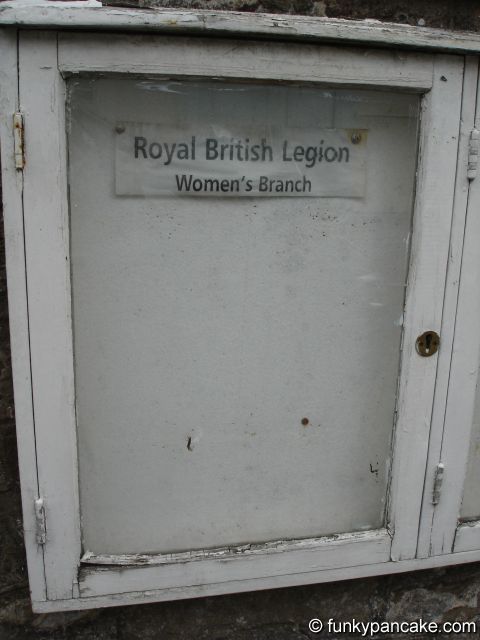 Royal British Legion
Women's Branch
© funkypancake.com